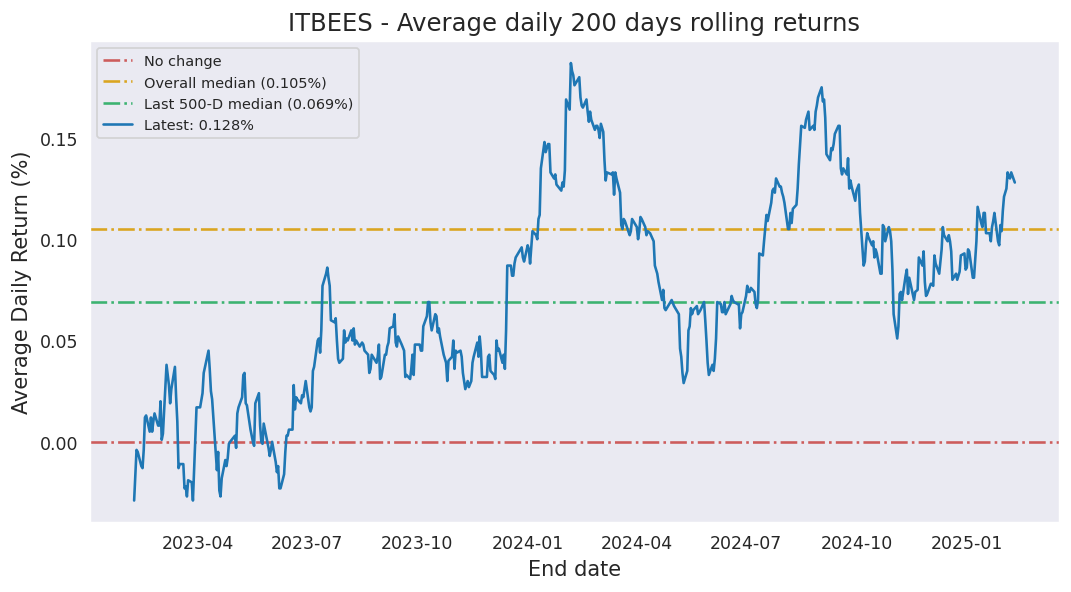 ITBEES - Average daily 200 days rolling returns
No change
Overall median (0.105%)
Last 500-D median (0.069%)
Latest: 0.128%
Average Daily Return (%)
0.15
0.10
0.05
0.00
2023-04 2023-07 2023-10 2024-01 2024-04 2024-07 2024-10 2025-01
End date